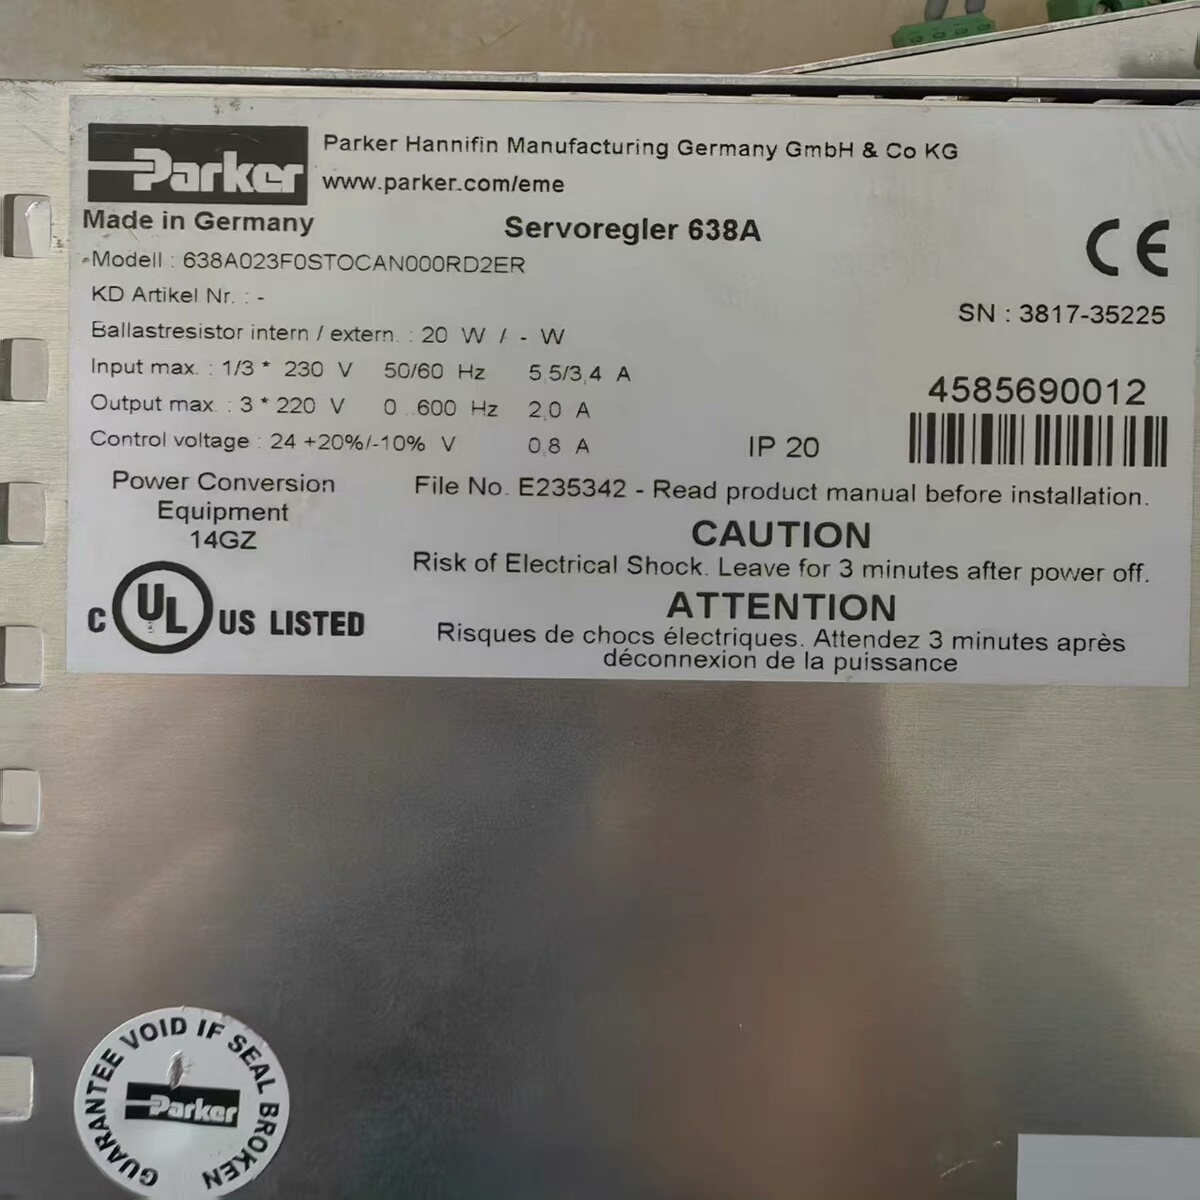 Parker
Parker Hannifin Manufacturing Germany GmbH & Co KG
www.parker.com/eme
Made in Germany
Servoregler 638A
CE
Modell : 638A023F0STOCAN000RD2ER
KD Artikel Nr. : -
SN : 3817-35225
Ballastresistor intern / extern. : 20 W / - W
Input max. : 1/3 * 230 V 50/60 Hz 5,5/3,4 A
Output max. : 3 * 220 V 0..600 Hz 2,0 A
Control voltage : 24 +20%/-10% V 0,8 A
4585690012
IP 20
Power Conversion
Equipment
14GZ
File No. E235342 - Read product manual before installation.
CAUTION
Risk of Electrical Shock. Leave for 3 minutes after power off.
ATTENTION
Risques de chocs électriques. Attendez 3 minutes après
déconnexion de la puissance
C UL US LISTED
GUARANTEE VOID IF SEAL BROKEN
Parker